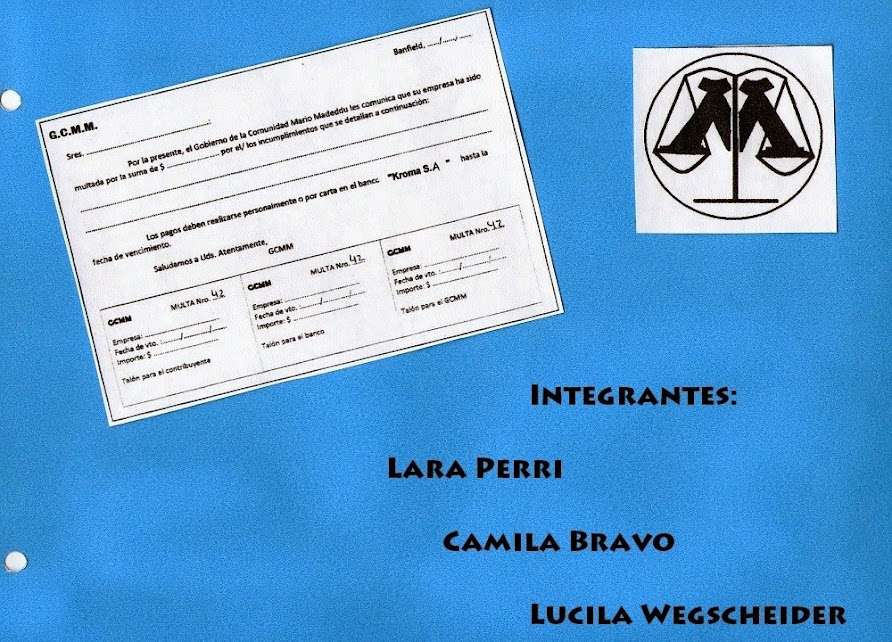 G.C.M.M.
Banfield, ....../....../......
Sres. ..............................................:
Por la presente, el Gobierno de la Comunidad Mario Madeddu les comunica que su empresa ha sido
multada por la suma de $ .................... por el/ los incumplimientos que se detallan a continuación:
Los pagos deben realizarse personalmente o por carta en el banco: "Kroma S.A " hasta la
fecha de vencimiento.
Saludamos a Uds. Atentamente,
GCMM
GCMM
MULTA Nro. 42
Empresa: ........................
Fecha de vto. :......./......./.......
Importe: $ ........................
Talón para el contribuyente
GCMM
MULTA Nro. 42
Empresa: ........................
Fecha de vto. :......./......./.......
Importe: $ ........................
Talón para el banco
GCMM
MULTA Nro. 42
Empresa: ........................
Fecha de vto. :......./......./.......
Importe: $ ........................
Talón para el GCMM
M
Integrantes:
Lara Perri
Camila Bravo
Lucila Wegscheider